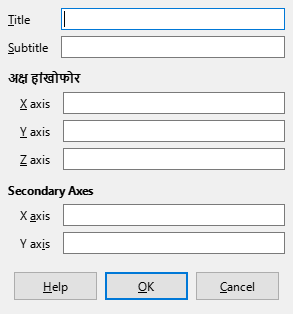 Title
Subtitle
अक्ष हांखोफोर
X axis
Y axis
Z axis
Secondary Axes
X axis
Y axis
Help
OK
Cancel